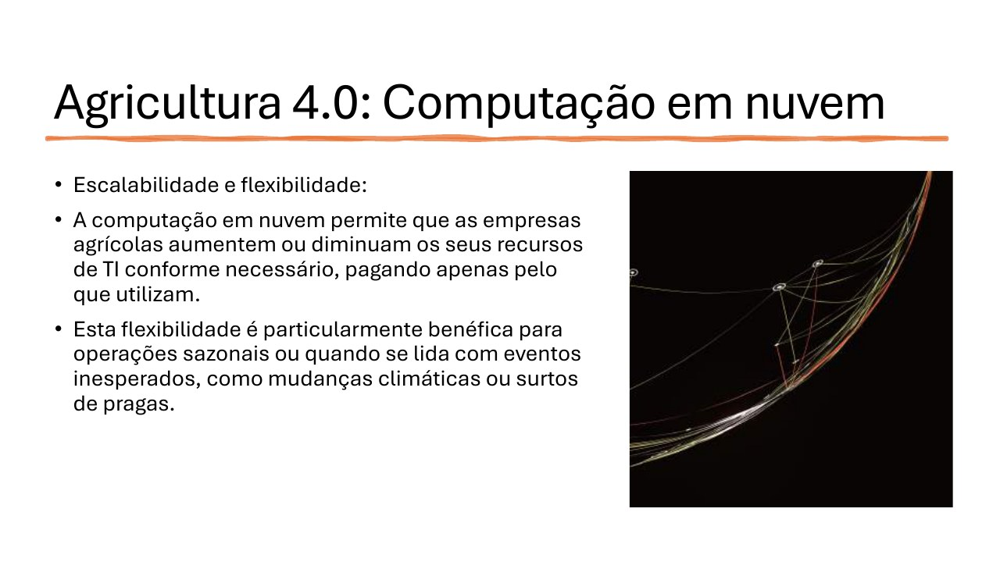 Agricultura 4.0: Computação em nuvem
• Escalabilidade e flexibilidade:
• A computação em nuvem permite que as empresas
agrícolas aumentem ou diminuam os seus recursos
de TI conforme necessário, pagando apenas pelo
que utilizam.
• Esta flexibilidade é particularmente benéfica para
operações sazonais ou quando se lida com eventos
inesperados, como mudanças climáticas ou surtos
de pragas.